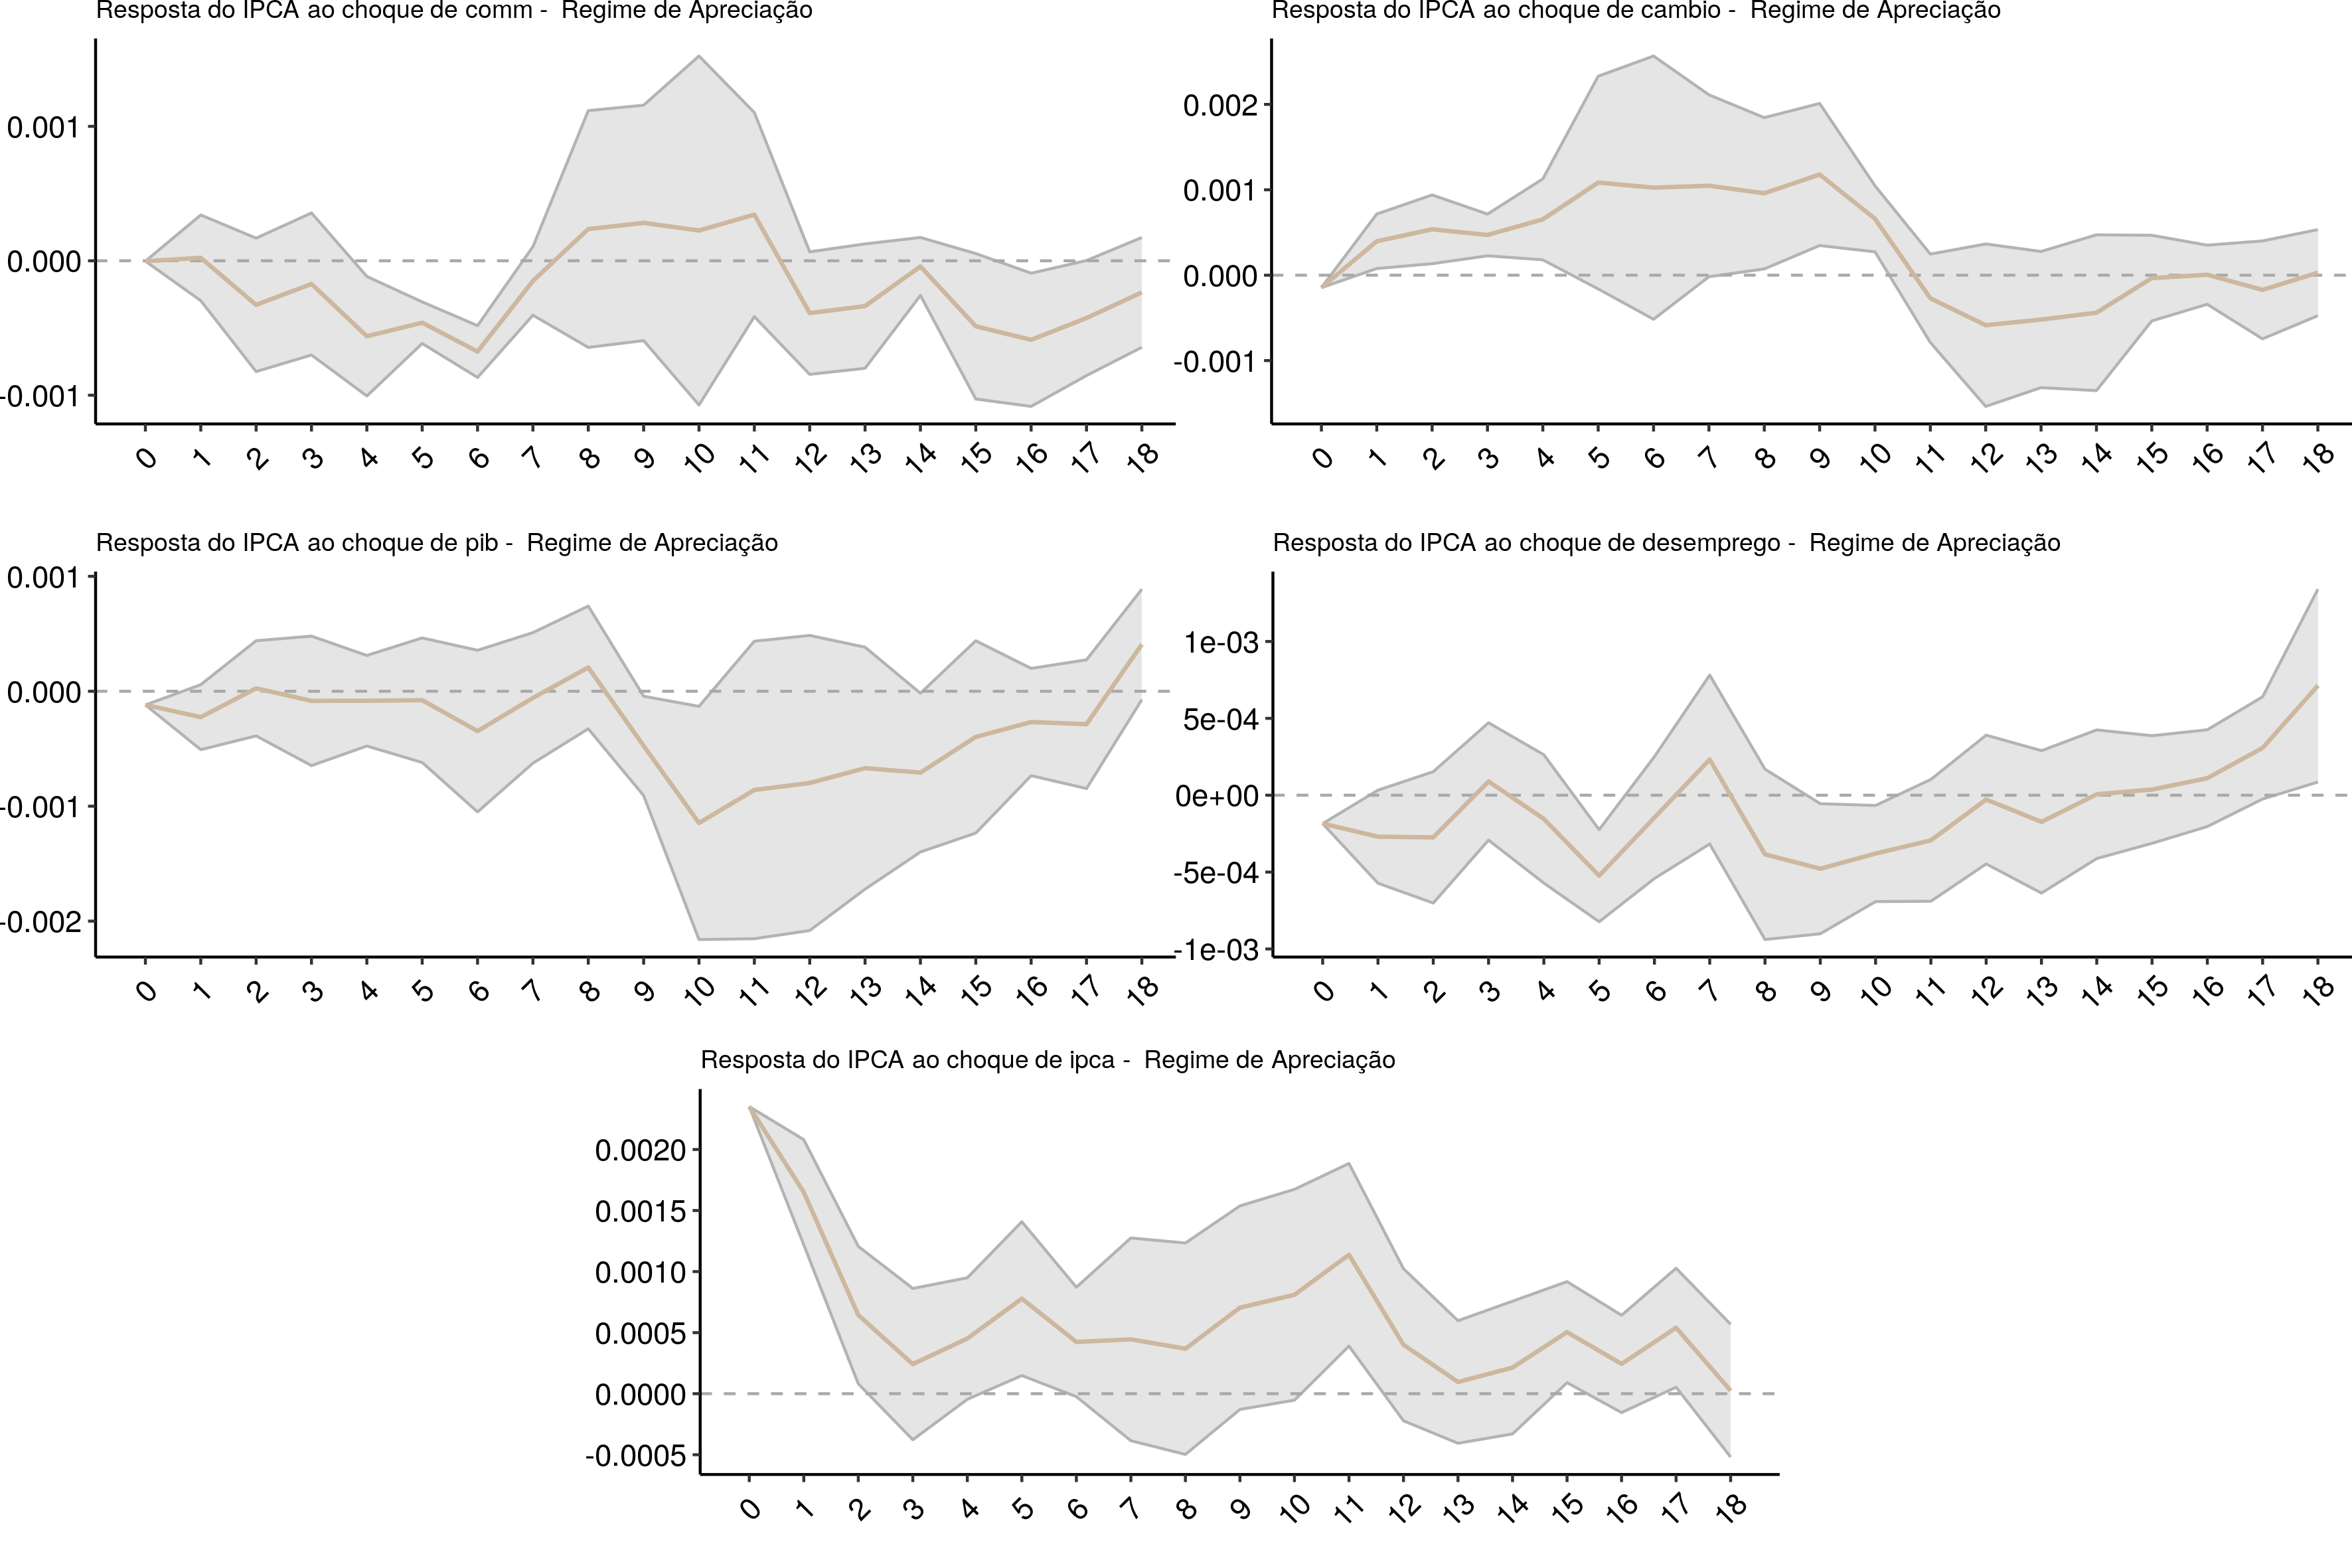 Resposta do IPCA ao choque de comm -  Regime de Apreciação
0.001
0.000
-0.001
0 1 2 3 4 5 6 7 8 9 10 11 12 13 14 15 16 17 18
Resposta do IPCA ao choque de cambio -  Regime de Apreciação
0.002
0.001
0.000
-0.001
0 1 2 3 4 5 6 7 8 9 10 11 12 13 14 15 16 17 18
Resposta do IPCA ao choque de pib -  Regime de Apreciação
0.001
0.000
-0.001
-0.002
0 1 2 3 4 5 6 7 8 9 10 11 12 13 14 15 16 17 18
Resposta do IPCA ao choque de desemprego -  Regime de Apreciação
1e-03
5e-04
0e+00
-5e-04
-1e-03
0 1 2 3 4 5 6 7 8 9 10 11 12 13 14 15 16 17 18
Resposta do IPCA ao choque de ipca -  Regime de Apreciação
0.0020
0.0015
0.0010
0.0005
0.0000
-0.0005
0 1 2 3 4 5 6 7 8 9 10 11 12 13 14 15 16 17 18